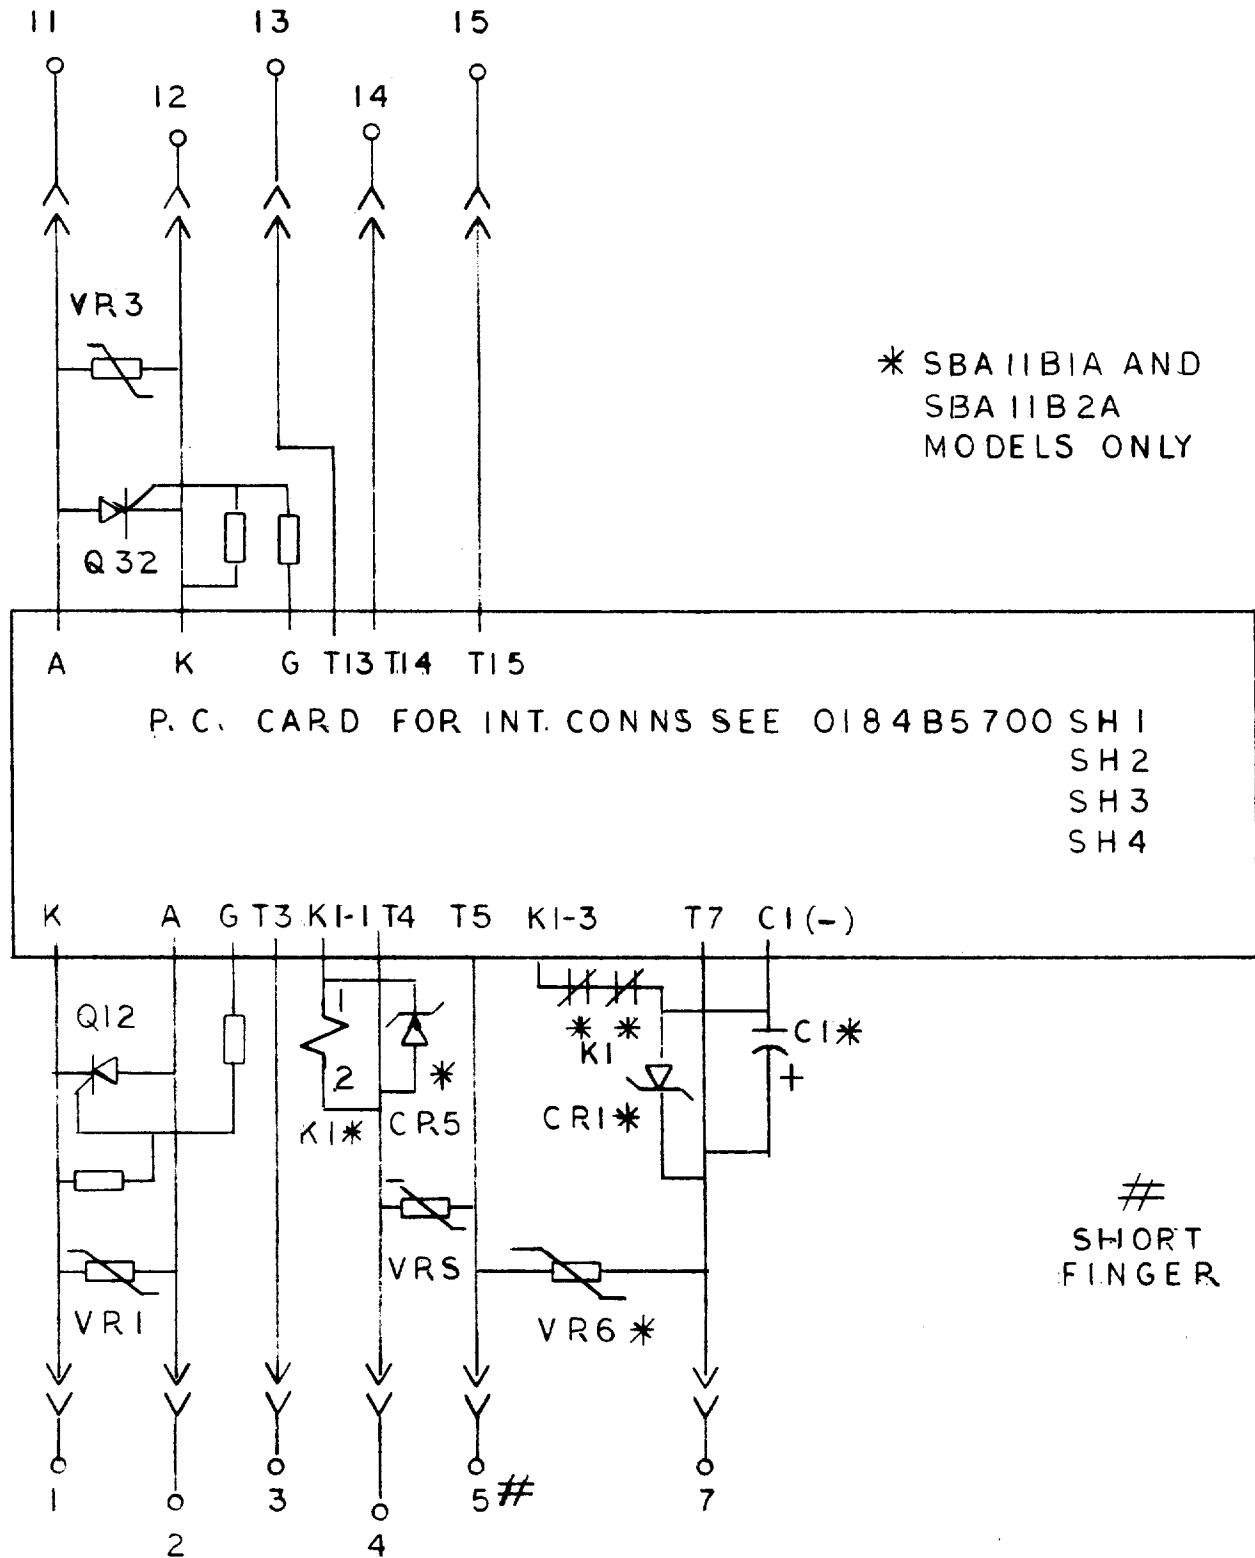 11
13
15
12
14
VR3
* SBA11B1A AND
SBA11B2A
MODELS ONLY
Q32
A K G T13 T14 T15
P.C. CARD FOR INT. CONNS SEE 0184B5700 SH1
SH2
SH3
SH4
K A G T3 K1-1 T4 T5 K1-3 T7 C1(-)
Q12
1
2
K1*
*
CR5
* *
K1
CR1*
C1*
+
VR5
VR1
VR6*
#
SHORT
FINGER
1
2
3
4
5#
7